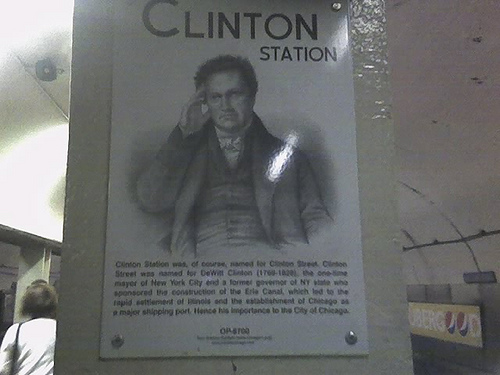 CLINTON
STATION
Clinton Station was, of course, named for Clinton Street. Clinton
Street was named for DeWitt Clinton (1769-1828), the one-time
mayor of New York City and a former governor of NY state who
sponsored the construction of the Erie Canal, which led to the
rapid settlement of Illinois and the establishment of Chicago as
a major shipping port. Hence his importance to the City of Chicago.
OP-8700